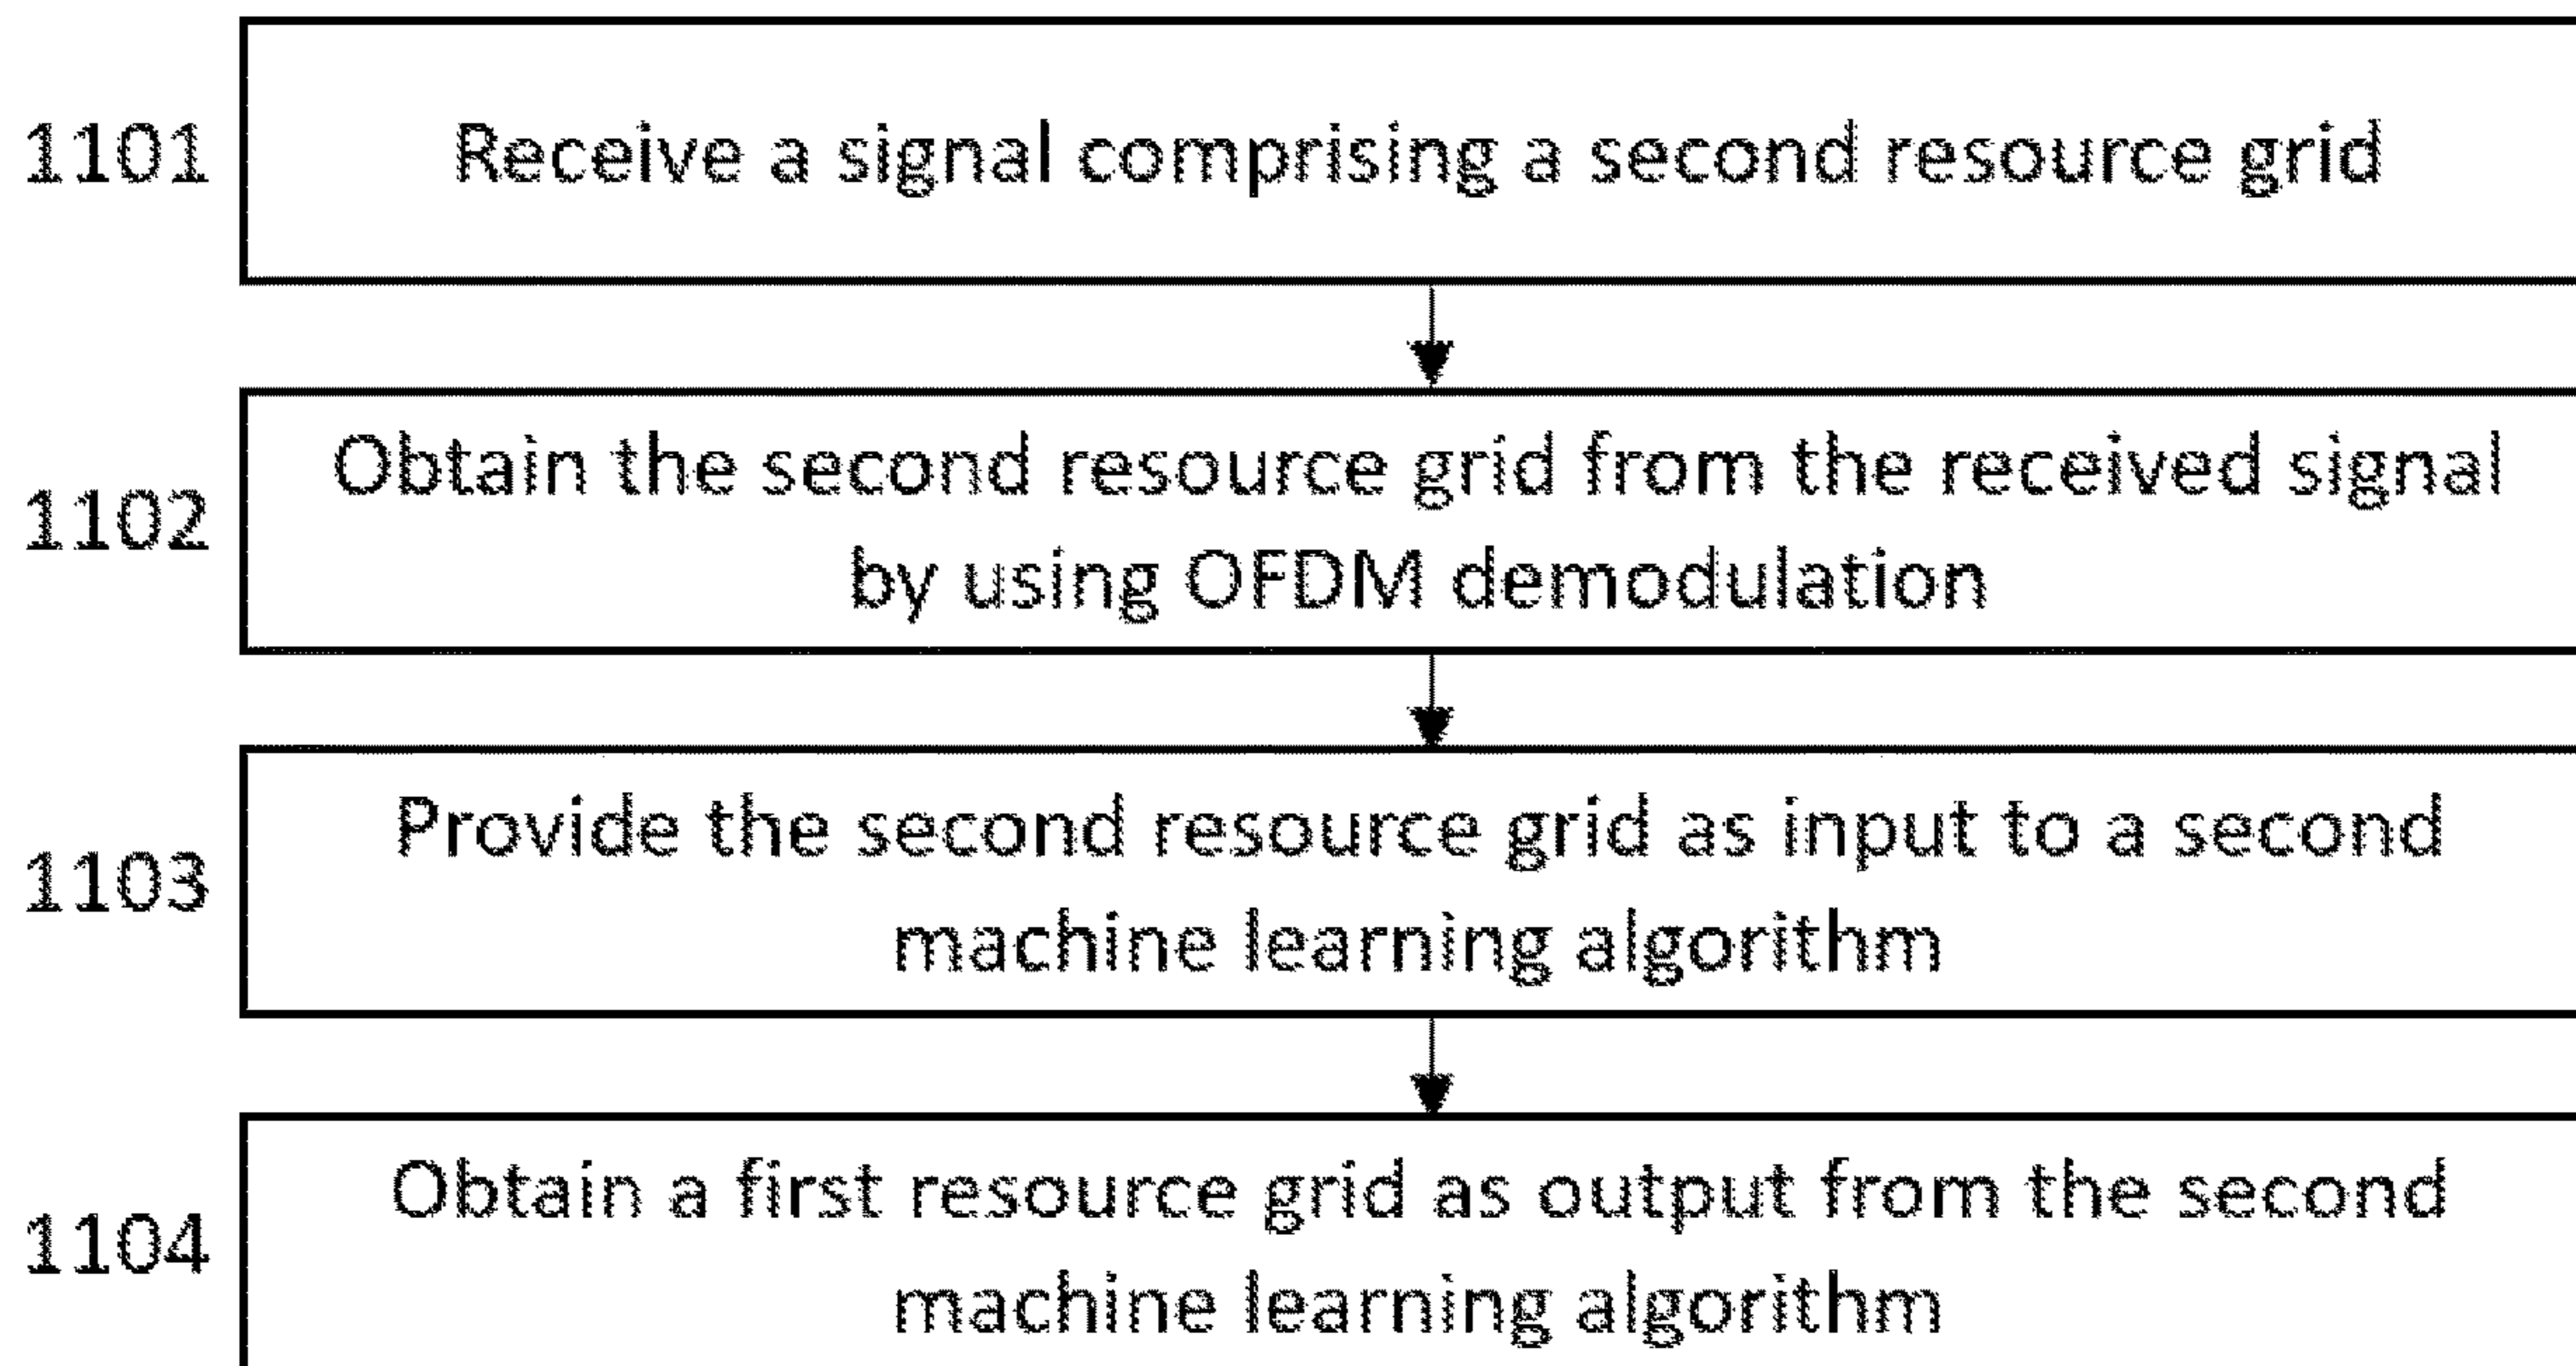 1101
Receive a signal comprising a second resource grid
1102
Obtain the second resource grid from the received signal
by using OFDM demodulation
1103
Provide the second resource grid as input to a second
machine learning algorithm
1104
Obtain a first resource grid as output from the second
machine learning algorithm